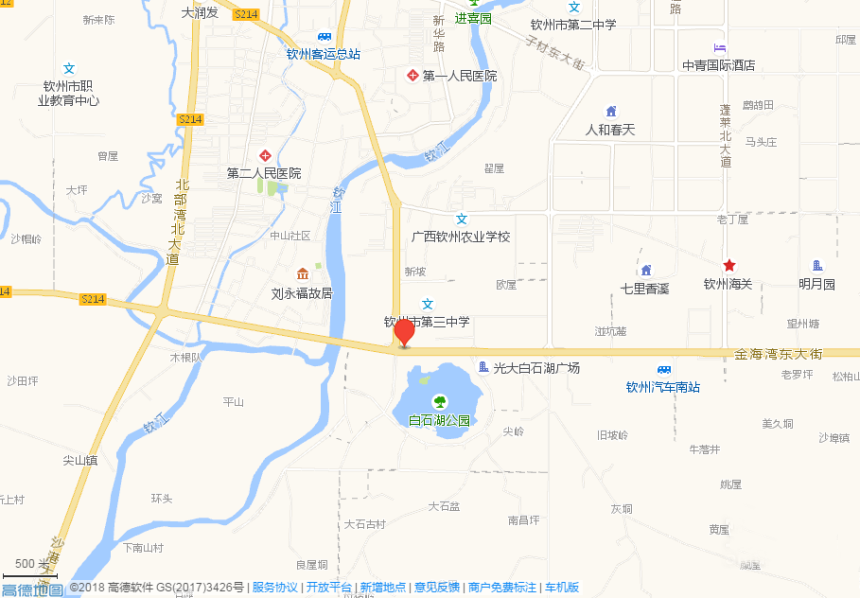 12
新来陈
大润发
S214
进喜园
钦州市第二中学
邱屋
新
华
路
路
钦州客运总站
子材东大街
中青国际酒店
钦州市职
业教育中心
第一人民医院
S214
人和春天
蓬
莱
北
大
道
鹧鸪田
马头庄
曾屋
第二人民医院
钦江
翟屋
大坪
沙窝
北
部
湾
北
大
道
钦
江
沙帽岭
中山社区
广西钦州农业学校
老丁屋
刘永福故居
新坡
欧屋
七里香溪
钦州海关
明月园
14
S214
钦州市第三中学
望州塘
木棍队
金海湾东大街
光大白石湖广场
沙田坪
钦州汽车南站
老罗坪
松柏山
平山
白石湖公园
钦江
尖岭
旧坡岭
美久垌
沙埠镇
牛落井
尖山镇
姚屋
环头
大石盆
灰垌
新上村
大石古村
南昌坪
黄屋
沙
港
大
下南山村
良屋垌
500 米
高德地图
©2018 高德软件 GS(2017)3426号 | 服务协议 | 开放平台 | 新增地点 | 意见反馈 | 商户免费标注 | 车机版